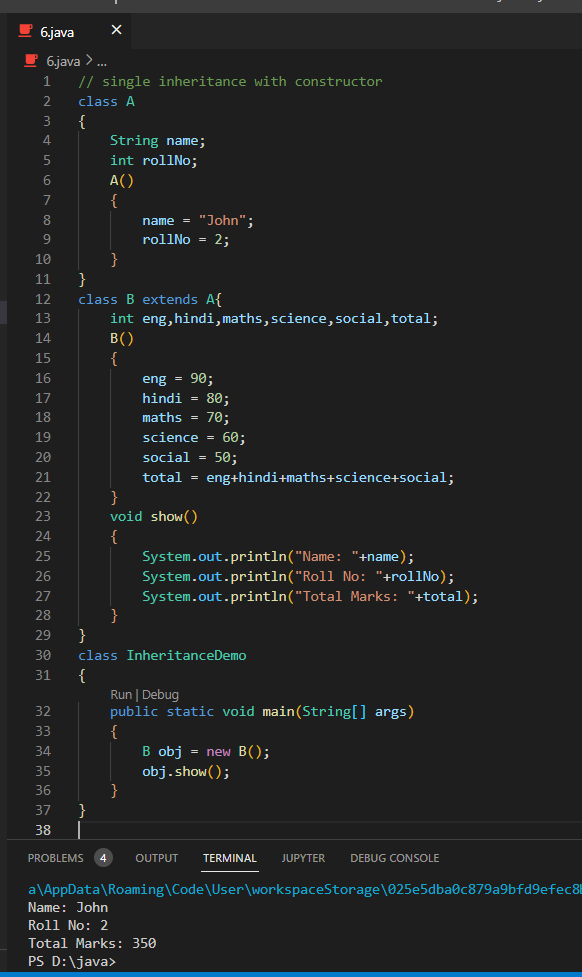 6.java ×
6.java > ...
1 // single inheritance with constructor
2 class A
3 {
4 String name;
5 int rollNo;
6 A()
7 {
8 name = "John";
9 rollNo = 2;
10 }
11 }
12 class B extends A{
13 int eng,hindi,maths,science,social,total;
14 B()
15 {
16 eng = 90;
17 hindi = 80;
18 maths = 70;
19 science = 60;
20 social = 50;
21 total = eng+hindi+maths+science+social;
22 }
23 void show()
24 {
25 System.out.println("Name: "+name);
26 System.out.println("Roll No: "+rollNo);
27 System.out.println("Total Marks: "+total);
28 }
29 }
30 class InheritanceDemo
31 {
Run | Debug
32 public static void main(String[] args)
33 {
34 B obj = new B();
35 obj.show();
36 }
37 }
38
PROBLEMS 4 OUTPUT TERMINAL JUPYTER DEBUG CONSOLE
a\AppData\Roaming\Code\User\workspaceStorage\025e5dba0c879a9bfd9efec8
Name: John
Roll No: 2
Total Marks: 350
PS D:\java>